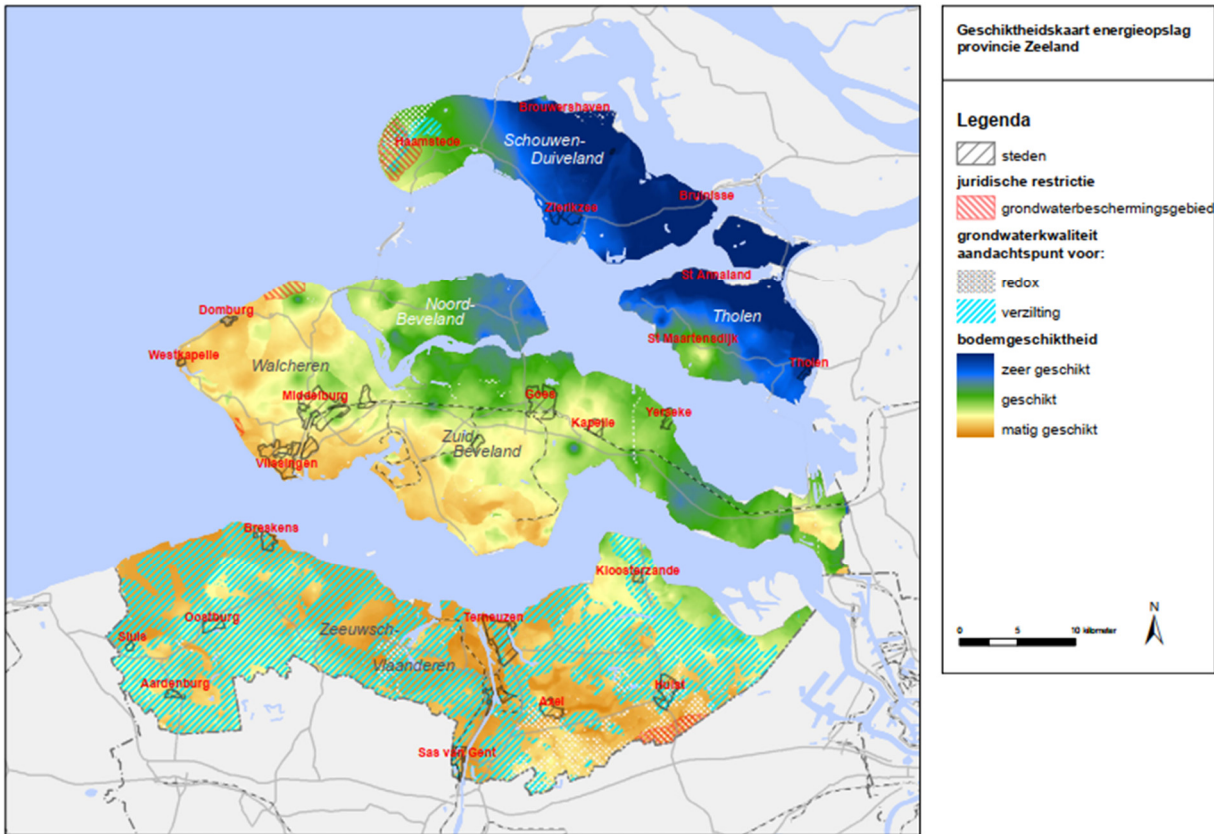 Brouwershaven
Haamstede
Schouwen-
Duiveland
Bruinisse
Zierikzee
St Annaland
Noord-
Beveland
Tholen
Domburg
St Maartensdijk
Westkapelle
Walcheren
Tholen
Middelburg
Goes
Kapelle
Yerseke
Zuid
Beveland
Vlissingen
Breskens
Kloosterzande
Oostburg
Terneuzen
Zeeuwsch-
Sluis
Vlaanderen
Aardenburg
Hulst
Axel
Sas van Gent
Geschiktheidskaart energieopslag
provincie Zeeland
Legenda
steden
juridische restrictie
grondwaterbeschermingsgebied
grondwaterkwaliteit
aandachtspunt voor:
redox
verzilting
bodemgeschiktheid
zeer geschikt
geschikt
matig geschikt
N
0 5 10 kilometer